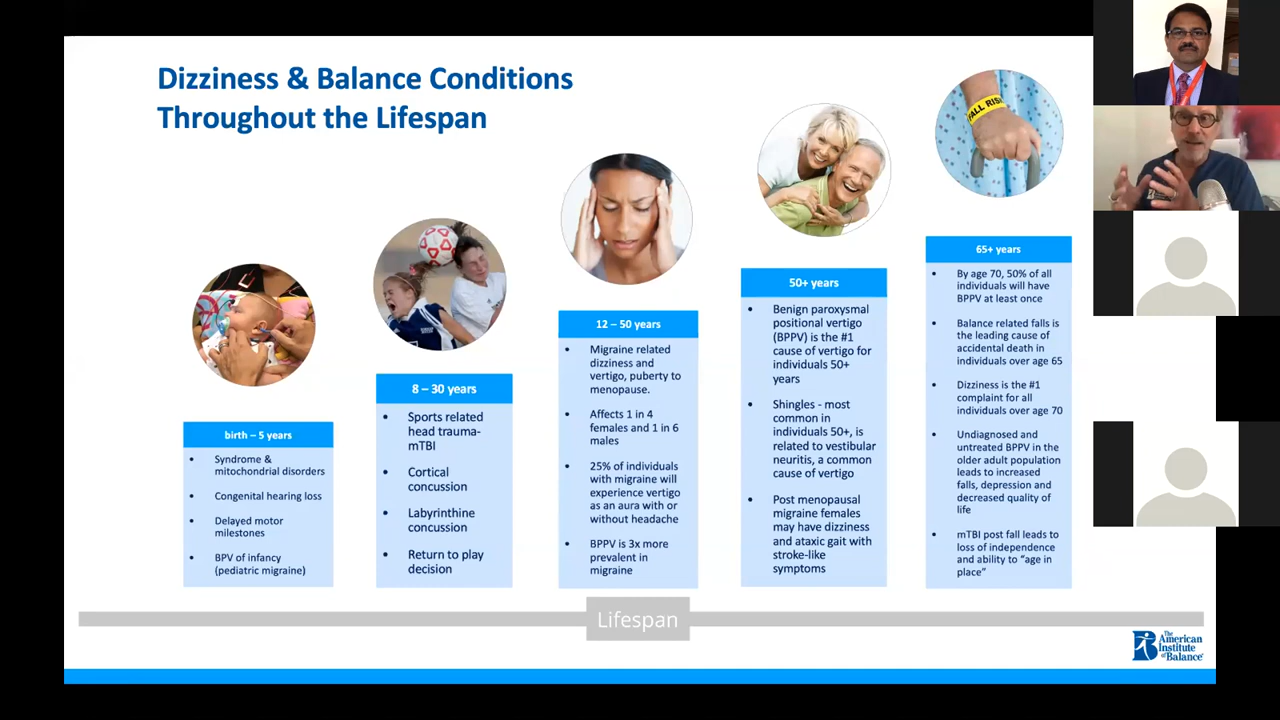 Dizziness & Balance Conditions
Throughout the Lifespan
FALL RIS
birth – 5 years
• Syndrome &
mitochondrial disorders
• Congenital hearing loss
• Delayed motor
milestones
• BPV of infancy
(pediatric migraine)
8 – 30 years
• Sports related
head trauma-
mTBI
• Cortical
concussion
• Labyrinthine
concussion
• Return to play
decision
12 – 50 years
• Migraine related
dizziness and
vertigo, puberty to
menopause.
• Affects 1 in 4
females and 1 in 6
males
• 25% of individuals
with migraine will
experience vertigo
as an aura with or
without headache
• BPPV is 3x more
prevalent in
migraine
50+ years
• Benign paroxysmal
positional vertigo
(BPPV) is the #1
cause of vertigo for
individuals 50+
years
• Shingles - most
common in
individuals 50+, is
related to vestibular
neuritis, a common
cause of vertigo
• Post menopausal
migraine females
may have dizziness
and ataxic gait with
stroke-like
symptoms
65+ years
• By age 70, 50% of all
individuals will have
BPPV at least once
• Balance related falls is
the leading cause of
accidental death in
individuals over age 65
• Dizziness is the #1
complaint for all
individuals over age 70
• Undiagnosed and
untreated BPPV in the
older adult population
leads to increased
falls, depression and
decreased quality of
life
• mTBI post fall leads to
loss of independence
and ability to “age in
place”
Lifespan
The
American
Institute
of Balance